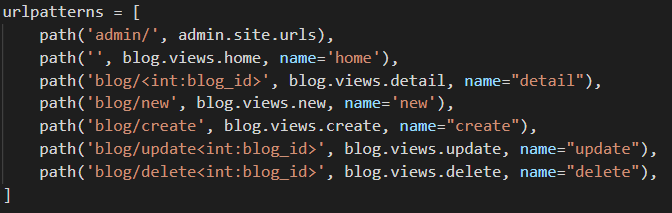 urlpatterns = [
    path('admin/', admin.site.urls),
    path('', blog.views.home, name='home'),
    path('blog/<int:blog_id>', blog.views.detail, name="detail"),
    path('blog/new', blog.views.new, name='new'),
    path('blog/create', blog.views.create, name="create"),
    path('blog/update<int:blog_id>', blog.views.update, name="update"),
    path('blog/delete<int:blog_id>', blog.views.delete, name="delete"),
]